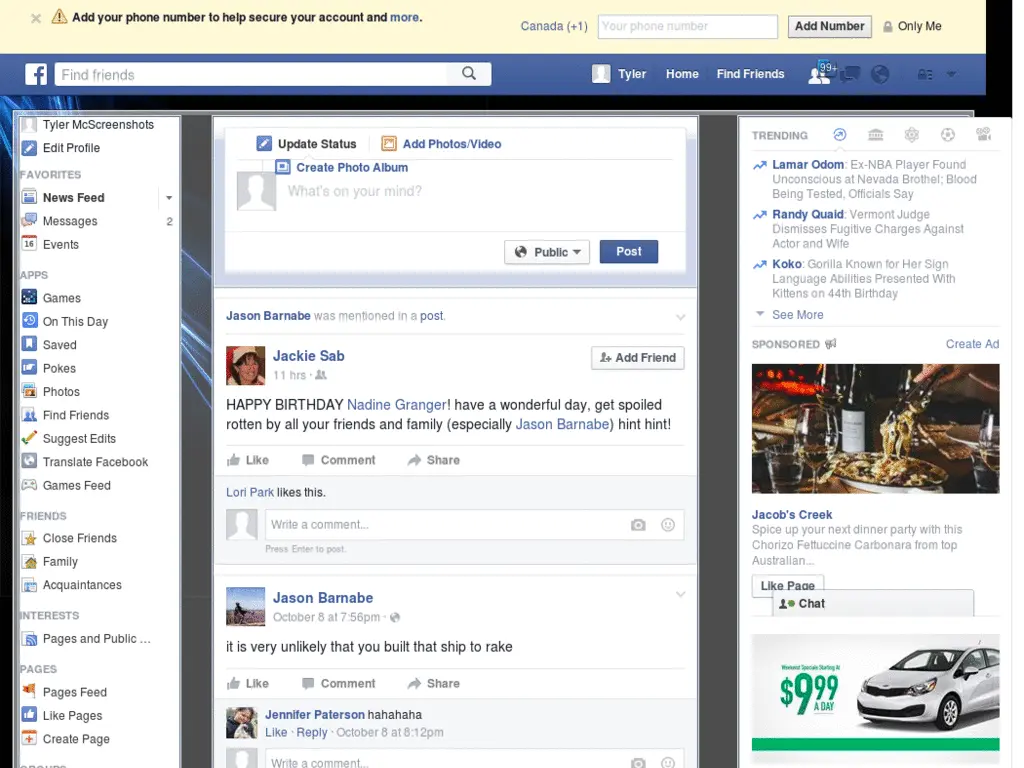 Add your phone number to help secure your account and more.
Canada (+1)
Your phone number
Add Number
Only Me
Find friends
Tyler
Home
Find Friends
99+
Tyler McScreenshots
Edit Profile
FAVORITES
News Feed
Messages
2
16
Events
APPS
Games
On This Day
Saved
Pokes
Photos
Find Friends
Suggest Edits
Translate Facebook
Games Feed
FRIENDS
Close Friends
Family
Acquaintances
INTERESTS
Pages and Public ...
PAGES
Pages Feed
Like Pages
Create Page
GROUPS
Update Status
Add Photos/Video
Create Photo Album
What's on your mind?
Public
Post
Jason Barnabe was mentioned in a post.
Jackie Sab
11 hrs ·
Add Friend
HAPPY BIRTHDAY Nadine Granger! have a wonderful day, get spoiled
rotten by all your friends and family (especially Jason Barnabe) hint hint!
Like
Comment
Share
Lori Park likes this.
Write a comment...
Press Enter to post.
Jason Barnabe
October 8 at 7:56pm ·
it is very unlikely that you built that ship to rake
Like
Comment
Share
Jennifer Paterson hahahaha
Like · Reply · October 8 at 8:12pm
Write a comment...
TRENDING
Lamar Odom: Ex-NBA Player Found
Unconscious at Nevada Brothel; Blood
Being Tested, Officials Say
Randy Quaid: Vermont Judge
Dismisses Fugitive Charges Against
Actor and Wife
Koko: Gorilla Known for Her Sign
Language Abilities Presented With
Kittens on 44th Birthday
See More
SPONSORED
Create Ad
Jacob's Creek
Spice up your next dinner party with this
Chorizo Fettuccine Carbonara from top
Australian...
Like Page
Chat
Weekend Specials Starting At
$9.99
A DAY